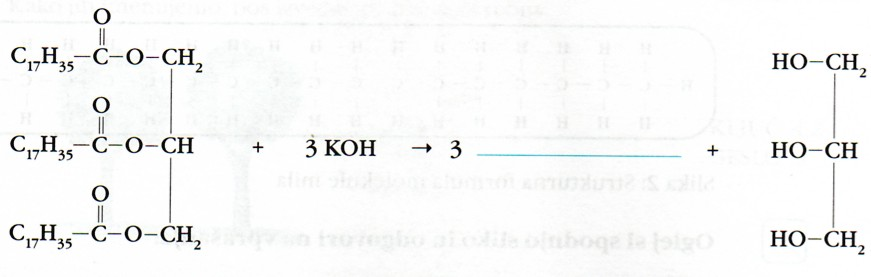 O O O
C₁₇H₃₅–C–O–CH₂ HO–CH₂
C₁₇H₃₅–C–O–CH + 3 KOH → 3 ____________ + HO–CH
C₁₇H₃₅–C–O–CH₂ HO–CH₂
Slika 2: Strukturna formula molekule mila
Oglej si spodnjo sliko in odgovori na vprašanja